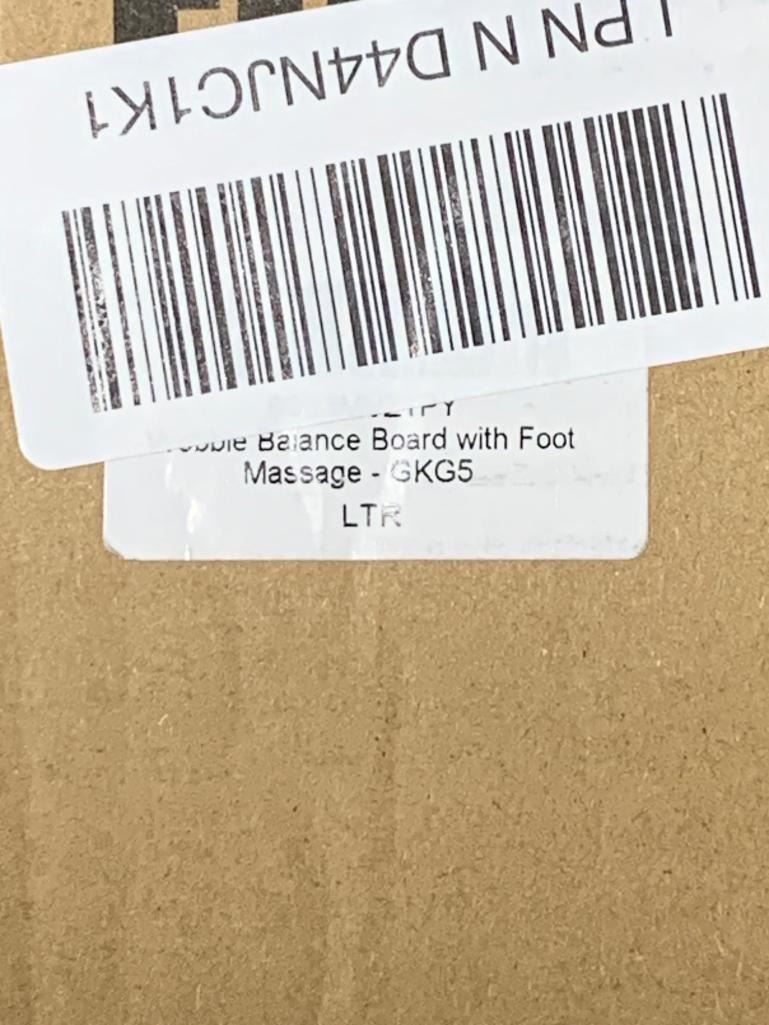 LPN N D44NJC1K1
Balance Board with Foot
Massage - GKG5
LTR